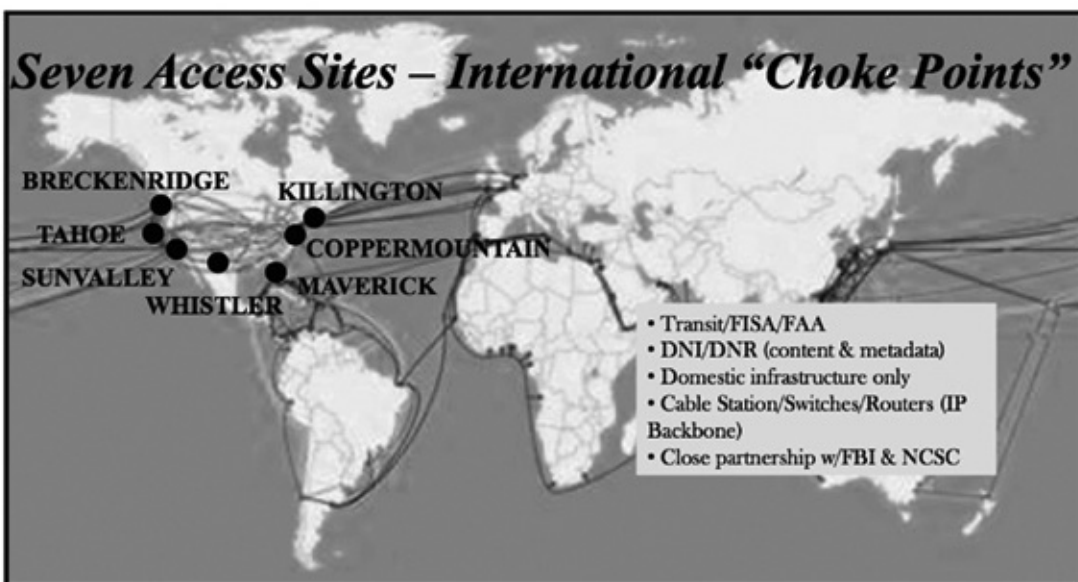 Seven Access Sites – International “Choke Points”
BRECKENRIDGE
KILLINGTON
TAHOE
COPPERMOUNTAIN
SUNVALLEY
MAVERICK
WHISTLER
• Transit/FISA/FAA
• DNI/DNR (content & metadata)
• Domestic infrastructure only
• Cable Station/Switches/Routers (IP
Backbone)
• Close partnership w/FBI & NCSC